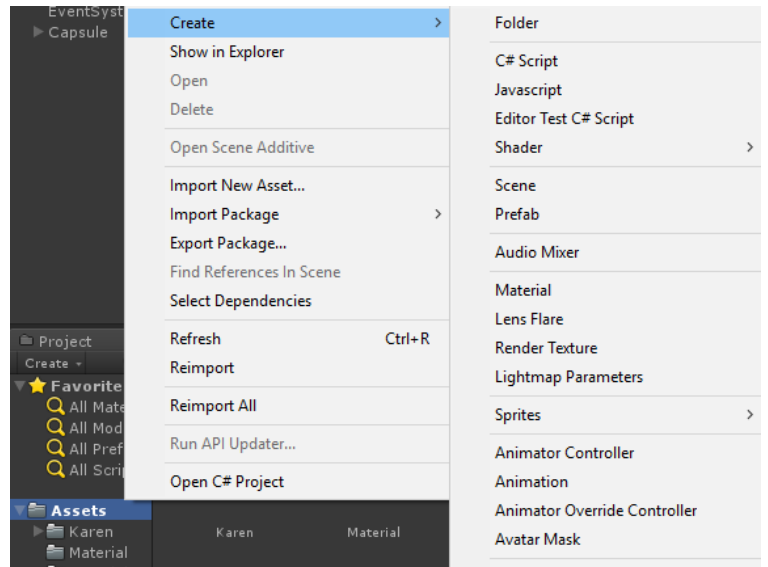 EventSyst
Capsule
Create
Show in Explorer
Open
Delete
Open Scene Additive
Import New Asset...
Import Package
Export Package...
Find References In Scene
Select Dependencies
Refresh Ctrl+R
Reimport
Reimport All
Run API Updater...
Open C# Project
Folder
C# Script
Javascript
Editor Test C# Script
Shader
Scene
Prefab
Audio Mixer
Material
Lens Flare
Render Texture
Lightmap Parameters
Sprites
Animator Controller
Animation
Animator Override Controller
Avatar Mask
Project
Create
Favorite
All Mate
All Mod
All Pref
All Scrip
Assets
Karen
Material
Karen Material